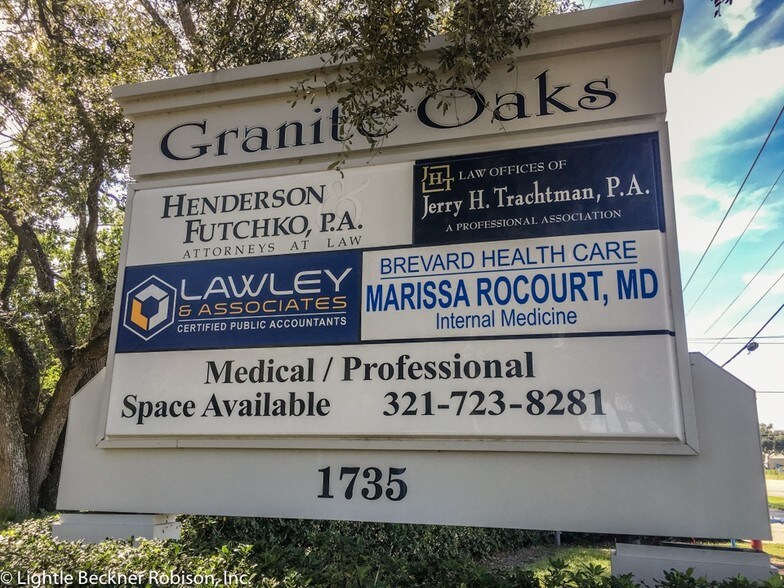 Granite Oaks
HENDERSON
FUTCHKO, P.A.
ATTORNEYS AT LAW
JHT LAW OFFICES OF
Jerry H. Trachtman, P.A.
A PROFESSIONAL ASSOCIATION
LAWLEY
& ASSOCIATES
CERTIFIED PUBLIC ACCOUNTANTS
BREVARD HEALTH CARE
MARISSA ROCOURT, MD
Internal Medicine
Medical / Professional
Space Available 321-723-8281
1735
© Lightle Beckner Robison, Inc.